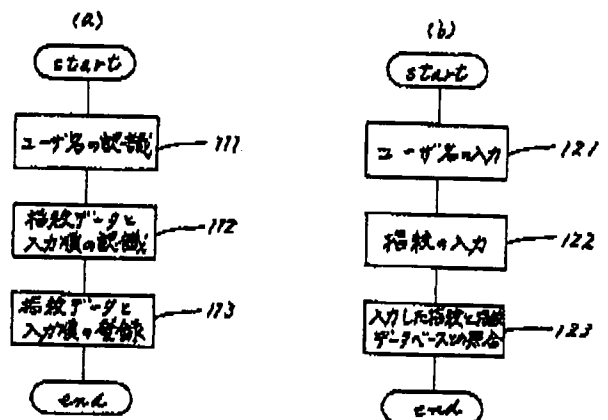 (a)
start
ユーザ名の認識
111
指紋データと
入力順の認識
112
指紋データと
入力順の登録
113
end
(b)
start
ユーザ名の入力
121
指紋の入力
122
入力した指紋と指紋
データベースとの照合
123
end